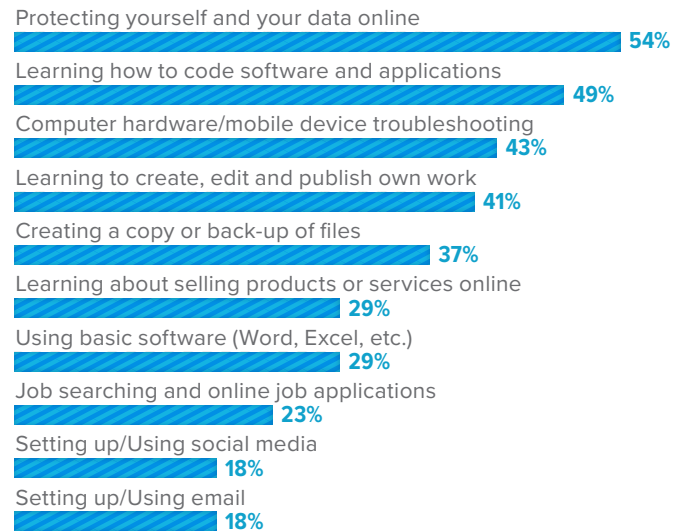 Protecting yourself and your data online
54%
Learning how to code software and applications
49%
Computer hardware/mobile device troubleshooting
43%
Learning to create, edit and publish own work
41%
Creating a copy or back-up of files
37%
Learning about selling products or services online
29%
Using basic software (Word, Excel, etc.)
29%
Job searching and online job applications
23%
Setting up/Using social media
18%
Setting up/Using email
18%